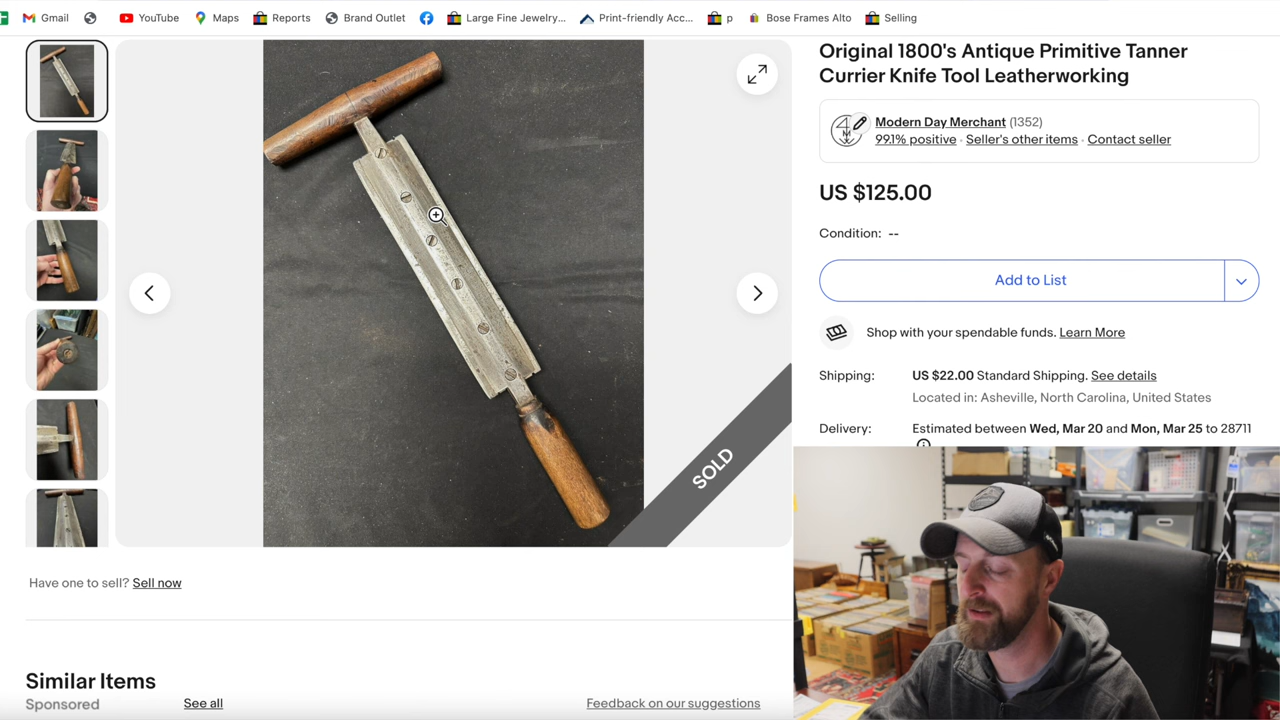 Gmail
YouTube
Maps
Reports
Brand Outlet
Large Fine Jewelry...
Print-friendly Acc...
p
Bose Frames Alto
Selling
Original 1800's Antique Primitive Tanner
Currier Knife Tool Leatherworking
Modern Day Merchant (1352)
99.1% positive · Seller's other items · Contact seller
US $125.00
Condition: --
Add to List
Shop with your spendable funds. Learn More
Shipping: US $22.00 Standard Shipping. See details
Located in: Asheville, North Carolina, United States
Delivery: Estimated between Wed, Mar 20 and Mon, Mar 25 to 28711
SOLD
Have one to sell? Sell now
Similar Items
Sponsored
See all
Feedback on our suggestions